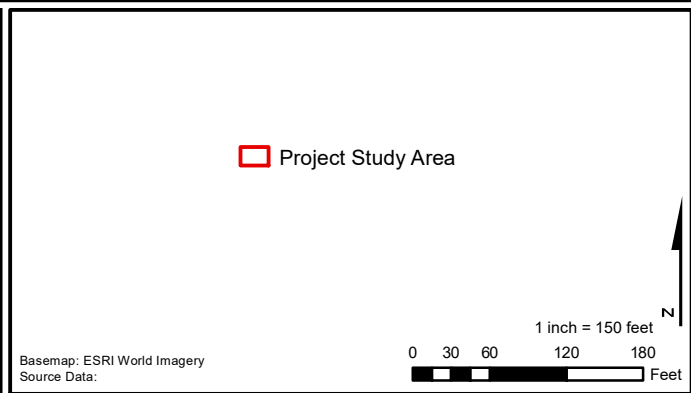 Project Study Area
N
1 inch = 150 feet
Basemap: ESRI World Imagery
Source Data:
0 30 60 120 180
Feet